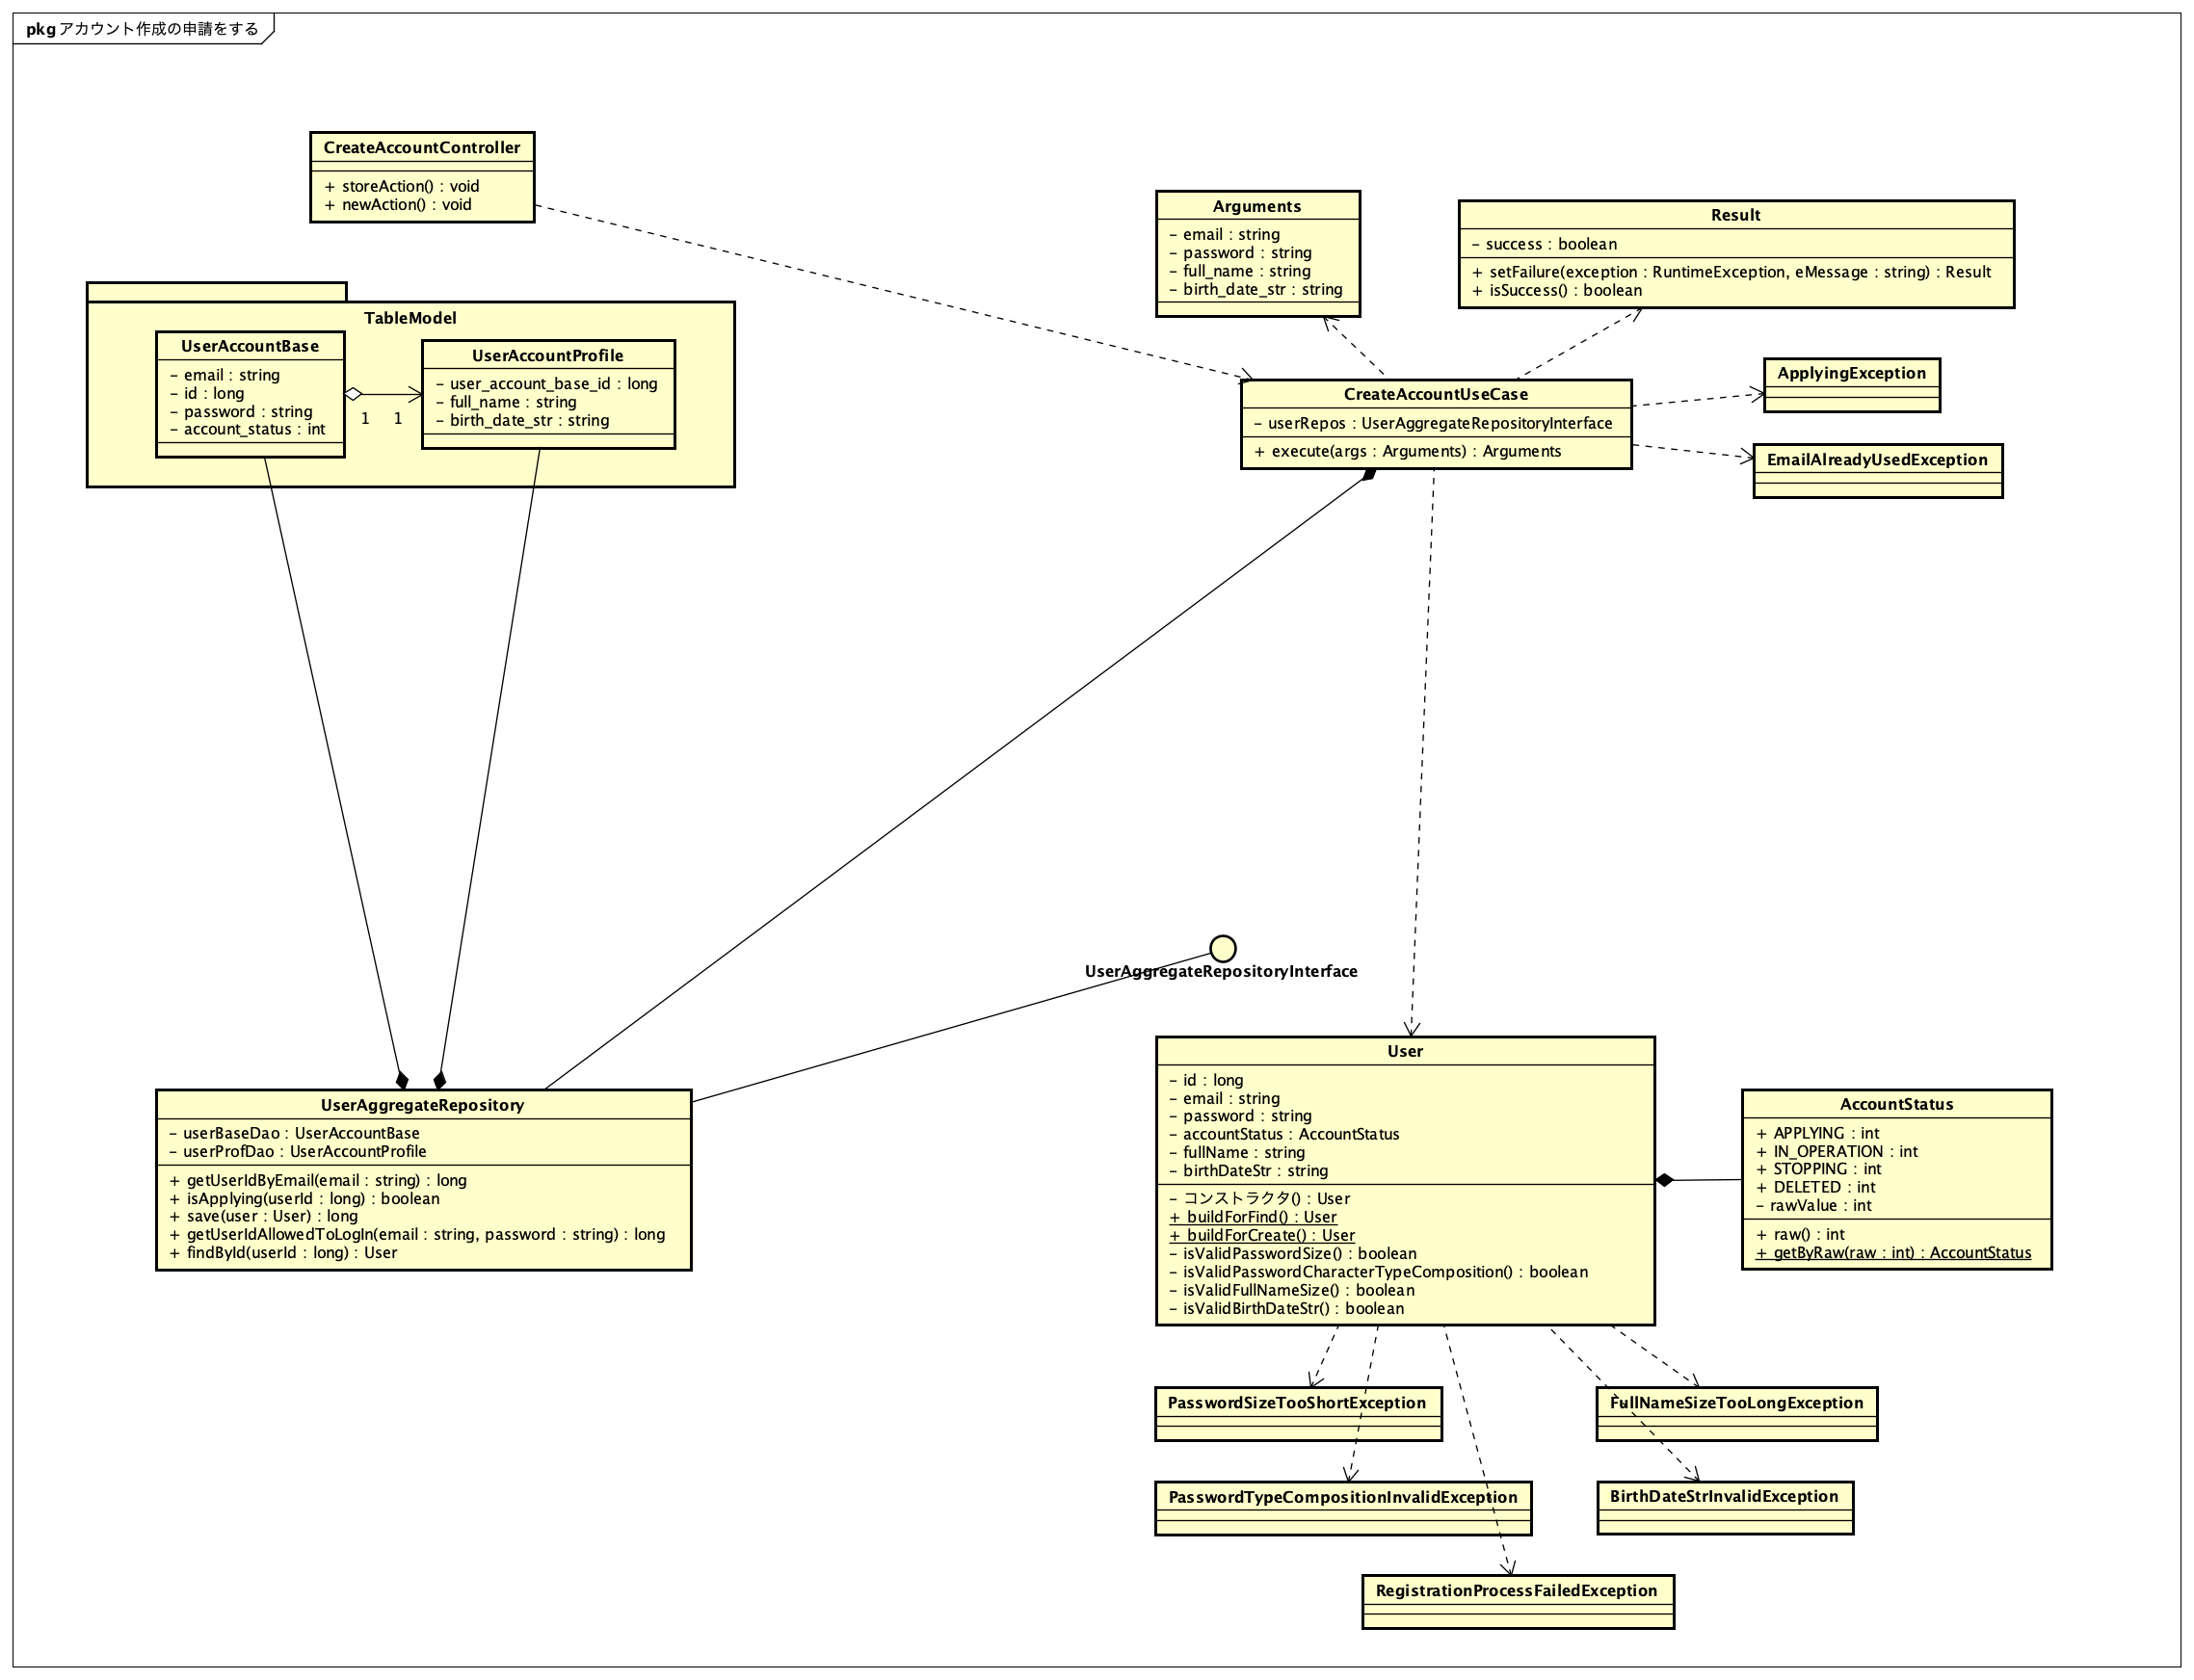 pkg アカウント作成の申請をする
CreateAccountController
+ storeAction() : void
+ newAction() : void
Arguments
- email : string
- password : string
- full_name : string
- birth_date_str : string
Result
- success : boolean
+ setFailure(exception : RuntimeException, eMessage : string) : Result
+ isSuccess() : boolean
TableModel
UserAccountBase
- email : string
- id : long
- password : string
- account_status : int
1 1
UserAccountProfile
- user_account_base_id : long
- full_name : string
- birth_date_str : string
CreateAccountUseCase
- userRepos : UserAggregateRepositoryInterface
+ execute(args : Arguments) : Arguments
ApplyingException
EmailAlreadyUsedException
UserAggregateRepositoryInterface
UserAggregateRepository
- userBaseDao : UserAccountBase
- userProfDao : UserAccountProfile
+ getUserIdByEmail(email : string) : long
+ isApplying(userId : long) : boolean
+ save(user : User) : long
+ getUserIdAllowedToLogIn(email : string, password : string) : long
+ findById(userId : long) : User
User
- id : long
- email : string
- password : string
- accountStatus : AccountStatus
- fullName : string
- birthDateStr : string
- コンストラクタ() : User
+ buildForFind() : User
+ buildForCreate() : User
- isValidPasswordSize() : boolean
- isValidPasswordCharacterTypeComposition() : boolean
- isValidFullNameSize() : boolean
- isValidBirthDateStr() : boolean
AccountStatus
+ APPLYING : int
+ IN_OPERATION : int
+ STOPPING : int
+ DELETED : int
- rawValue : int
+ raw() : int
+ getByRaw(raw : int) : AccountStatus
PasswordSizeTooShortException
FullNameSizeTooLongException
PasswordTypeCompositionInvalidException
BirthDateStrInvalidException
RegistrationProcessFailedException